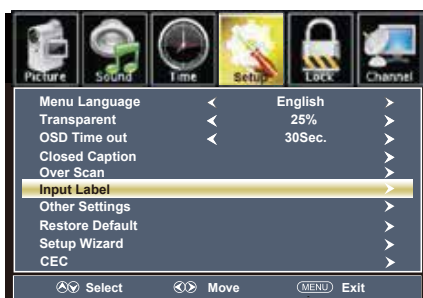 Picture Sound Time Setup Lock Channel
Menu Language English
Transparent 25%
OSD Time out 30Sec.
Closed Caption
Over Scan
Input Label
Other Settings
Restore Default
Setup Wizard
CEC
Select Move MENU Exit